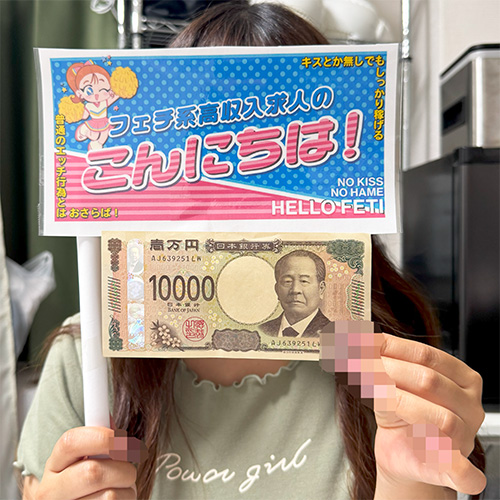 キスとか無しでもしっかり稼げる
フェチ系高収入求人の
こんにちは！
普通のエッチ行為とはおさらば！
NO KISS
NO HAME
HELLO FETI
壱万円
日本銀行券
AJ639251LW
10000
日本銀行
BANK OF JAPAN
AJ639251LW
Power girl